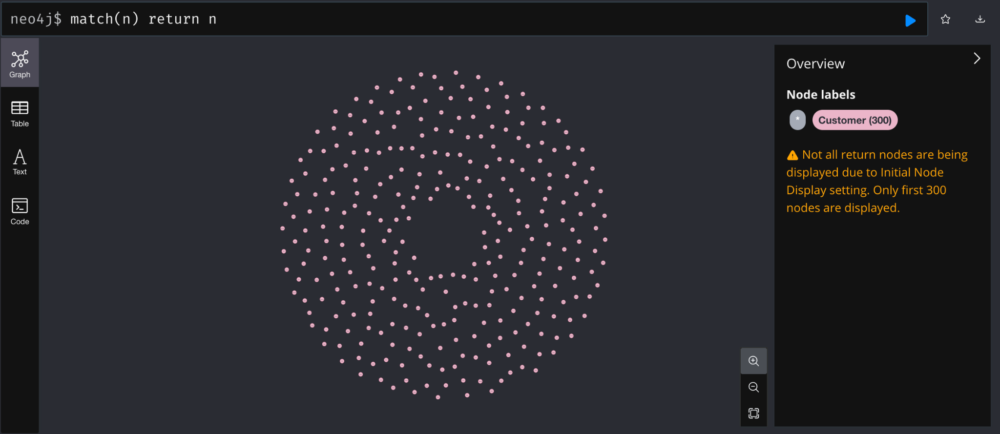 neo4j$ match(n) return n
Graph
Table
Text
Code
Overview
Node labels
* Customer (300)
Not all return nodes are being
displayed due to Initial Node
Display setting. Only first 300
nodes are displayed.